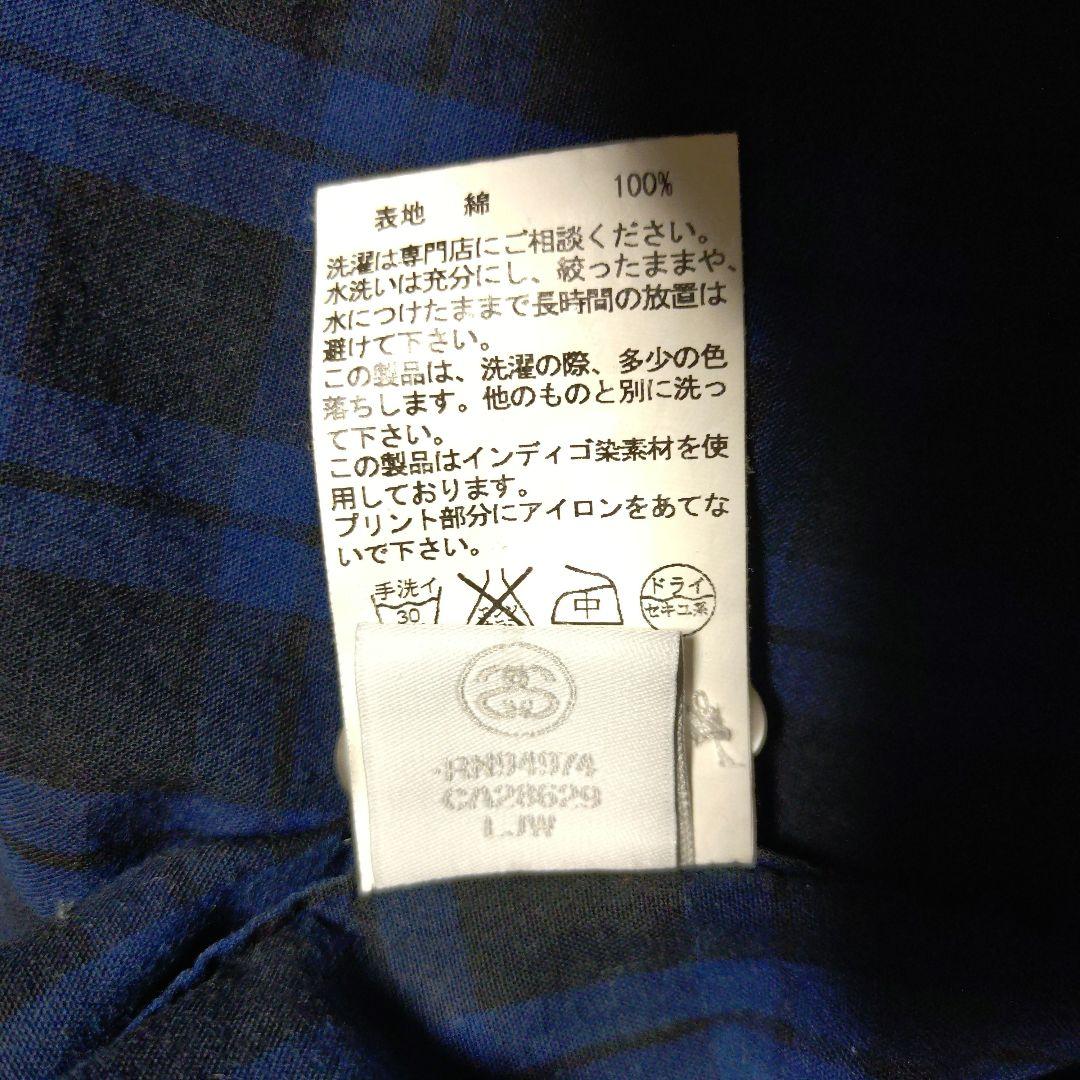 表地 綿 100%
洗濯は専門店にご相談ください。
水洗いは充分にし、絞ったままや、
水につけたままで長時間の放置は
避けて下さい。
この製品は、洗濯の際、多少の色
落ちします。他のものと別に洗っ
て下さい。
この製品はインディゴ染素材を使
用しております。
プリント部分にアイロンをあてな
いで下さい。
手洗イ 中 ドライ
30 セキユ系
RN94974
CA28629